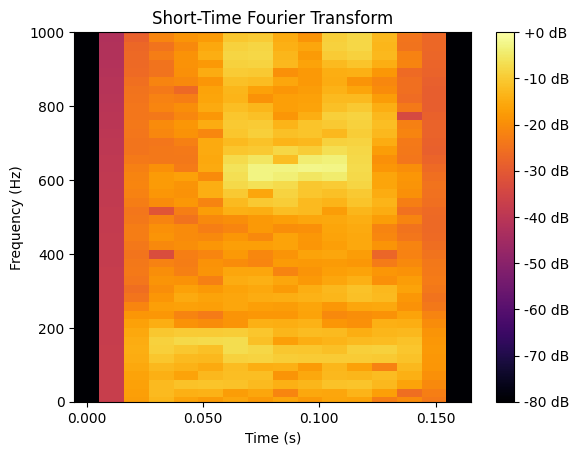 Short-Time Fourier Transform
1000
800
600
400
200
0
Frequency (Hz)
0.000
0.050
0.100
0.150
Time (s)
+0 dB
-10 dB
-20 dB
-30 dB
-40 dB
-50 dB
-60 dB
-70 dB
-80 dB